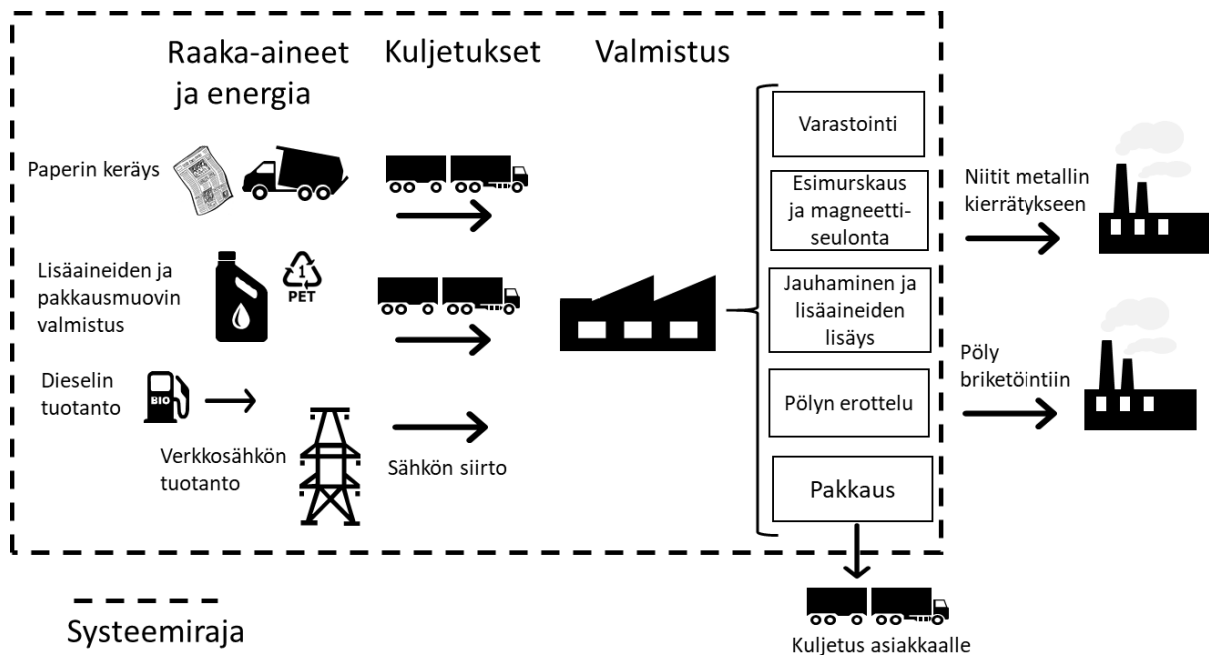 Raaka-aineet
ja energia
Kuljetukset
Valmistus
Paperin keräys
Lisäaineiden ja
pakkausmuovin
valmistus
1
PET
Dieselin
tuotanto
BIO
Verkkosähkön
tuotanto
Sähkön siirto
Varastointi
Esimurskaus
ja magneetti-
seulonta
Jauhaminen ja
lisäaineiden
lisäys
Pölyn erottelu
Pakkaus
Niitit metallin
kierrätykseen
Pöly
briketöintiin
Kuljetus asiakkaalle
Systeemiraja